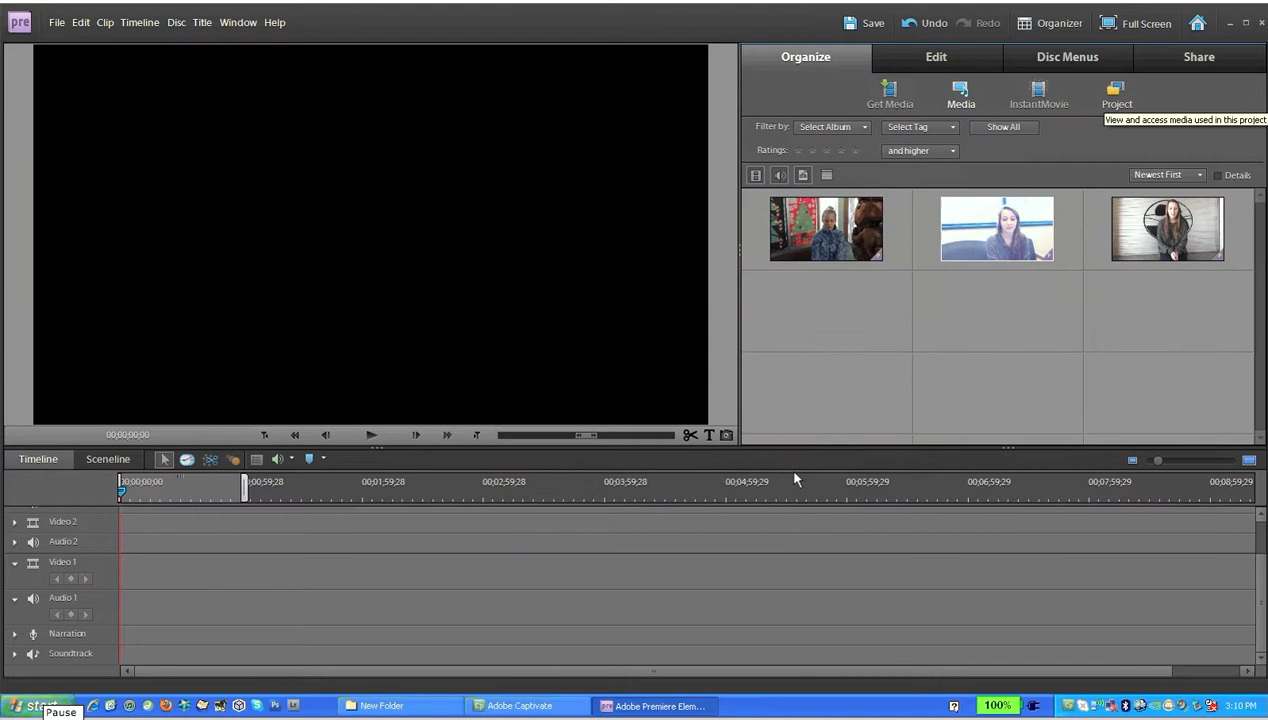 pre File Edit Clip Timeline Disc Title Window Help Save Undo Redo Organizer Full Screen
Organize Edit Disc Menus Share
Get Media Media InstantMovie Project
View and access media used in this project
Filter by: Select Album Select Tag Show All
Ratings: and higher
Newest First Details
00;00;00;00
T
Timeline Sceneline
00;00;00;00 00;59;28 00;01;59;29 00;02;59;29 00;03;59;29 00;04;59;29 00;05;59;29 00;06;59;29 00;07;59;29 00;08;59;29
Video 2
Audio 2
Video 1
Audio 1
Narration
Soundtrack
start New Folder Adobe Captivate Adobe Premiere Elem... 100% 3:10 PM
Pause